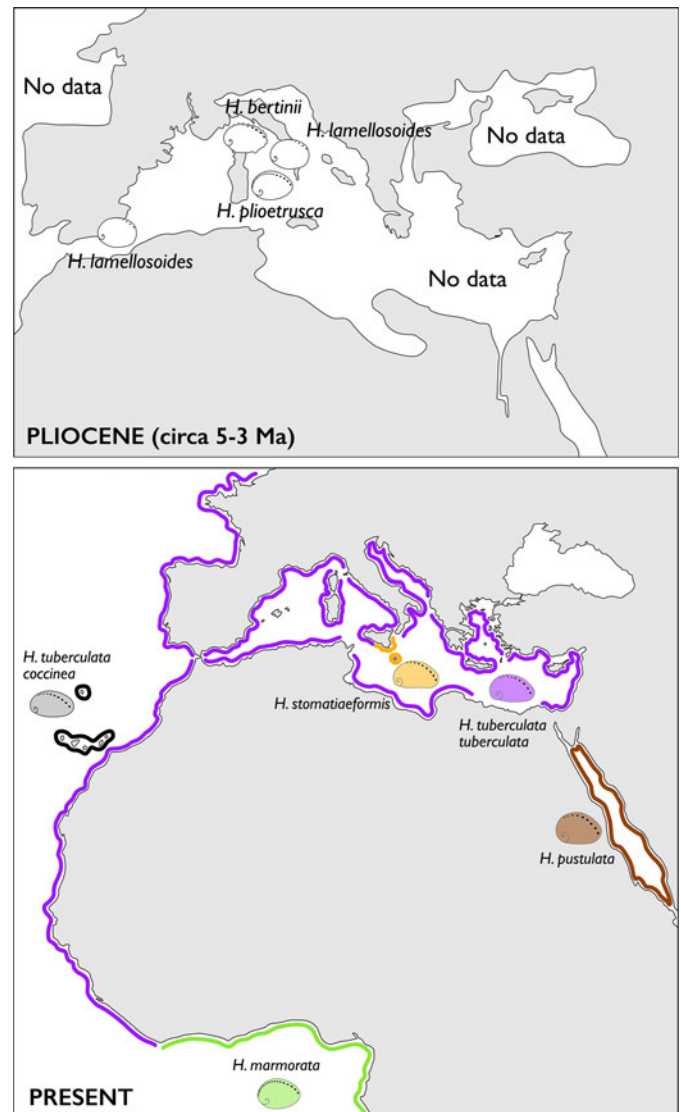 No data
H. bertinii
H. lamellosoides
No data
H. plioetrusca
H. lamellosoides
No data
PLIOCENE (circa 5-3 Ma)
H. tuberculata
coccinea
H. stomatiaeformis
H. tuberculata
tuberculata
H. pustulata
H. marmorata
PRESENT